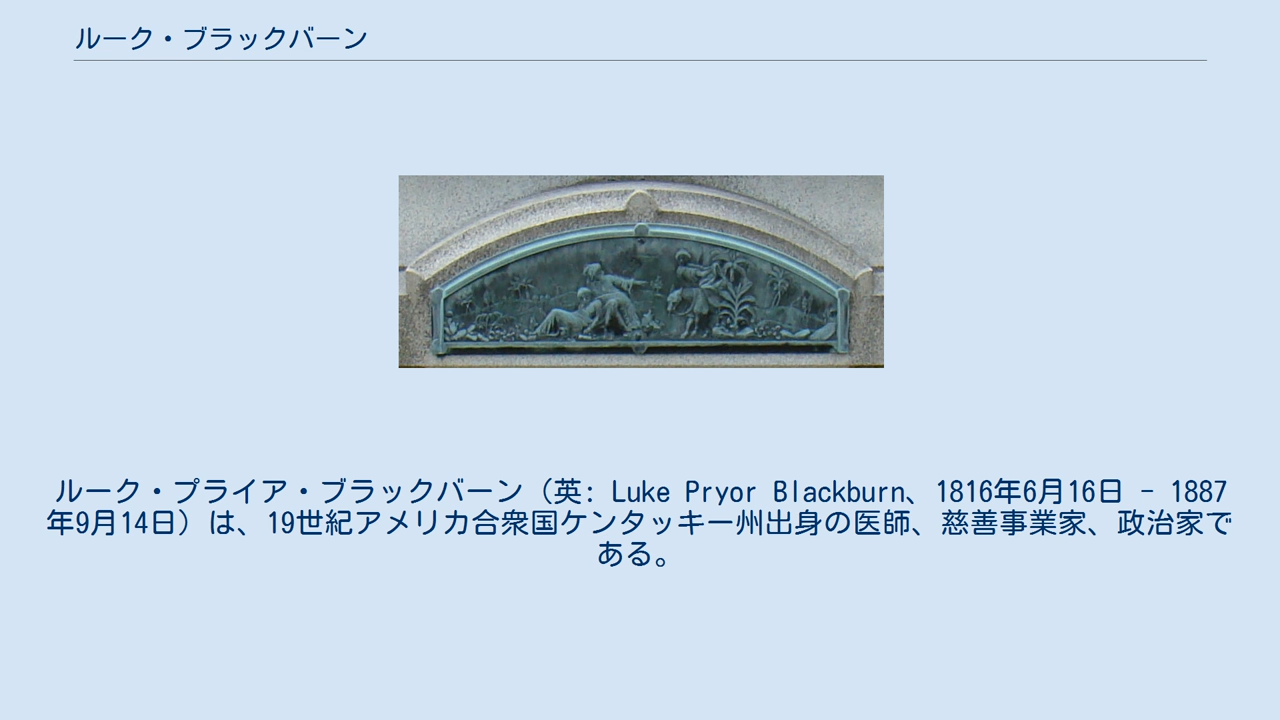 ルーク・ブラックバーン
ルーク・プライア・ブラックバーン（英: Luke Pryor Blackburn、1816年6月16日 - 1887
年9月14日）は、19世紀アメリカ合衆国ケンタッキー州出身の医師、慈善事業家、政治家で
ある。